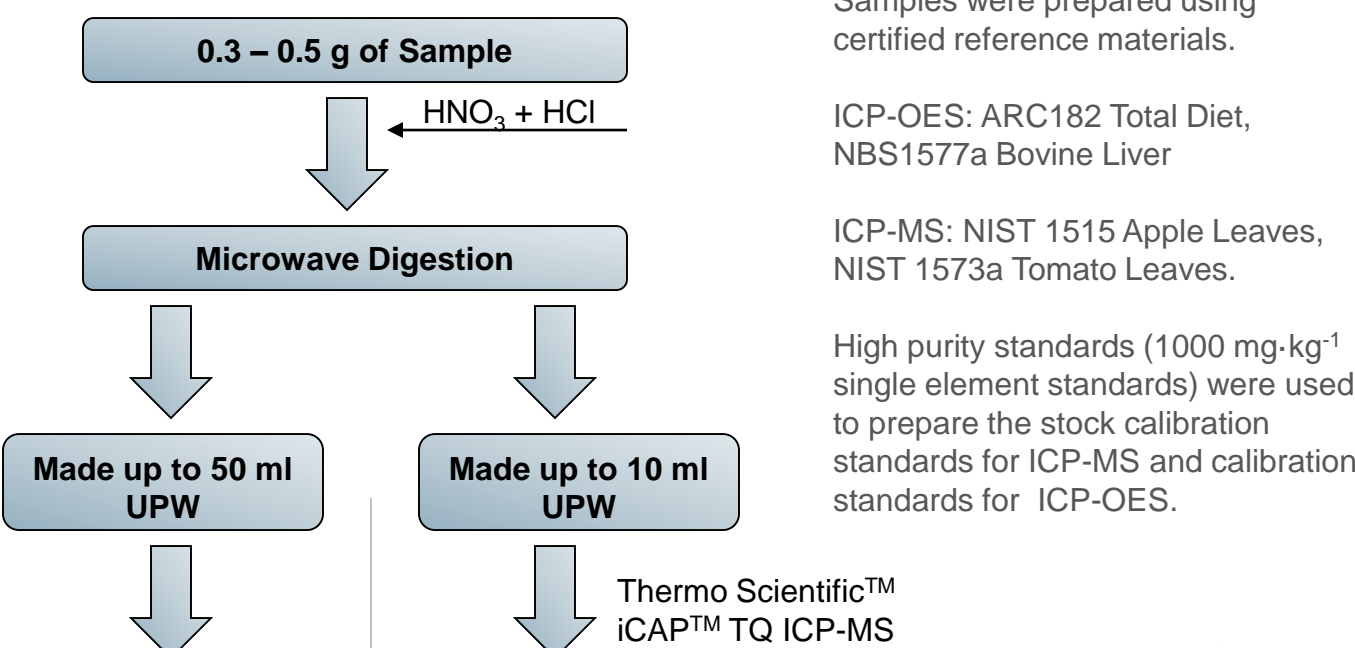 0.3 – 0.5 g of Sample
HNO₃ + HCl
Microwave Digestion
Made up to 50 ml
UPW
Made up to 10 ml
UPW
Thermo Scientific™
iCAP™ TQ ICP-MS
Samples were prepared using
certified reference materials.
ICP-OES: ARC182 Total Diet,
NBS1577a Bovine Liver
ICP-MS: NIST 1515 Apple Leaves,
NIST 1573a Tomato Leaves.
High purity standards (1000 mg·kg⁻¹
single element standards) were used
to prepare the stock calibration
standards for ICP-MS and calibration
standards for ICP-OES.